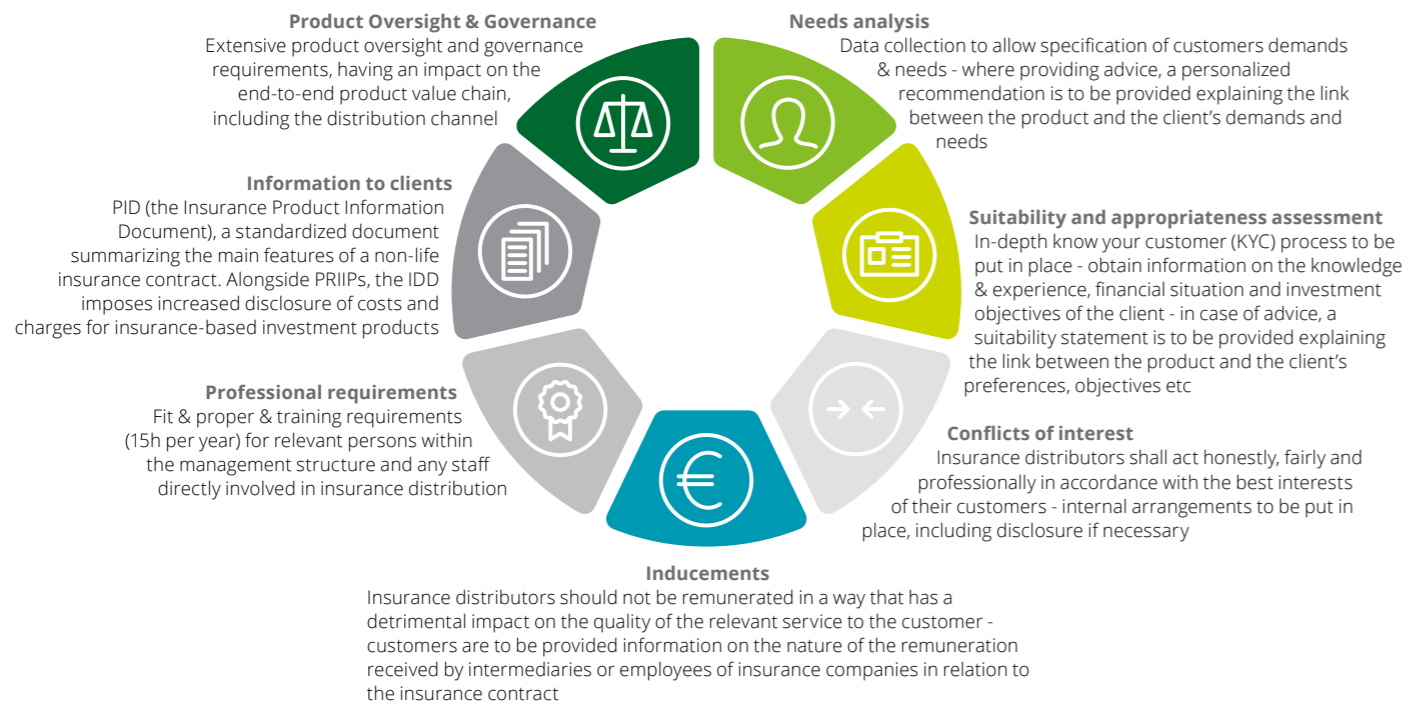 Product Oversight & Governance
Extensive product oversight and governance
requirements, having an impact on the
end-to-end product value chain,
including the distribution channel
Needs analysis
Data collection to allow specification of customers demands
& needs - where providing advice, a personalized
recommendation is to be provided explaining the link
between the product and the client’s demands and
needs
Information to clients
PID (the Insurance Product Information
Document), a standardized document
summarizing the main features of a non-life
insurance contract. Alongside PRIIPs, the IDD
imposes increased disclosure of costs and
charges for insurance-based investment products
Suitability and appropriateness assessment
In-depth know your customer (KYC) process to be
put in place - obtain information on the knowledge
& experience, financial situation and investment
objectives of the client - in case of advice, a
suitability statement is to be provided explaining
the link between the product and the client’s
preferences, objectives etc
Professional requirements
Fit & proper & training requirements
(15h per year) for relevant persons within
the management structure and any staff
directly involved in insurance distribution
Conflicts of interest
Insurance distributors shall act honestly, fairly and
professionally in accordance with the best interests
of their customers - internal arrangements to be put in
place, including disclosure if necessary
€
Inducements
Insurance distributors should not be remunerated in a way that has a
detrimental impact on the quality of the relevant service to the customer -
customers are to be provided information on the nature of the remuneration
received by intermediaries or employees of insurance companies in relation to
the insurance contract